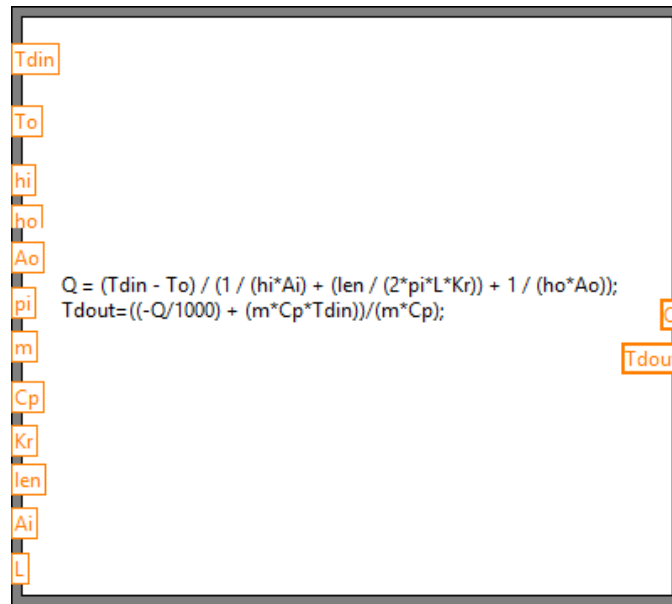 Tdin
To
hi
ho
Ao
Q = (Tdin - To) / (1 / (hi*Ai) + (len / (2*pi*L*Kr)) + 1 / (ho*Ao));
Tdout=((-Q/1000) + (m*Cp*Tdin))/(m*Cp);
pi
m
Tdou
Cp
Kr
len
Ai
L